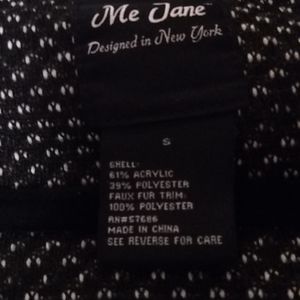 Me Jane
Designed in New York
S
SHELL:
61% ACRYLIC
39% POLYESTER
FAUX FUR TRIM:
100% POLYESTER
RN#57686
MADE IN CHINA
SEE REVERSE FOR CARE